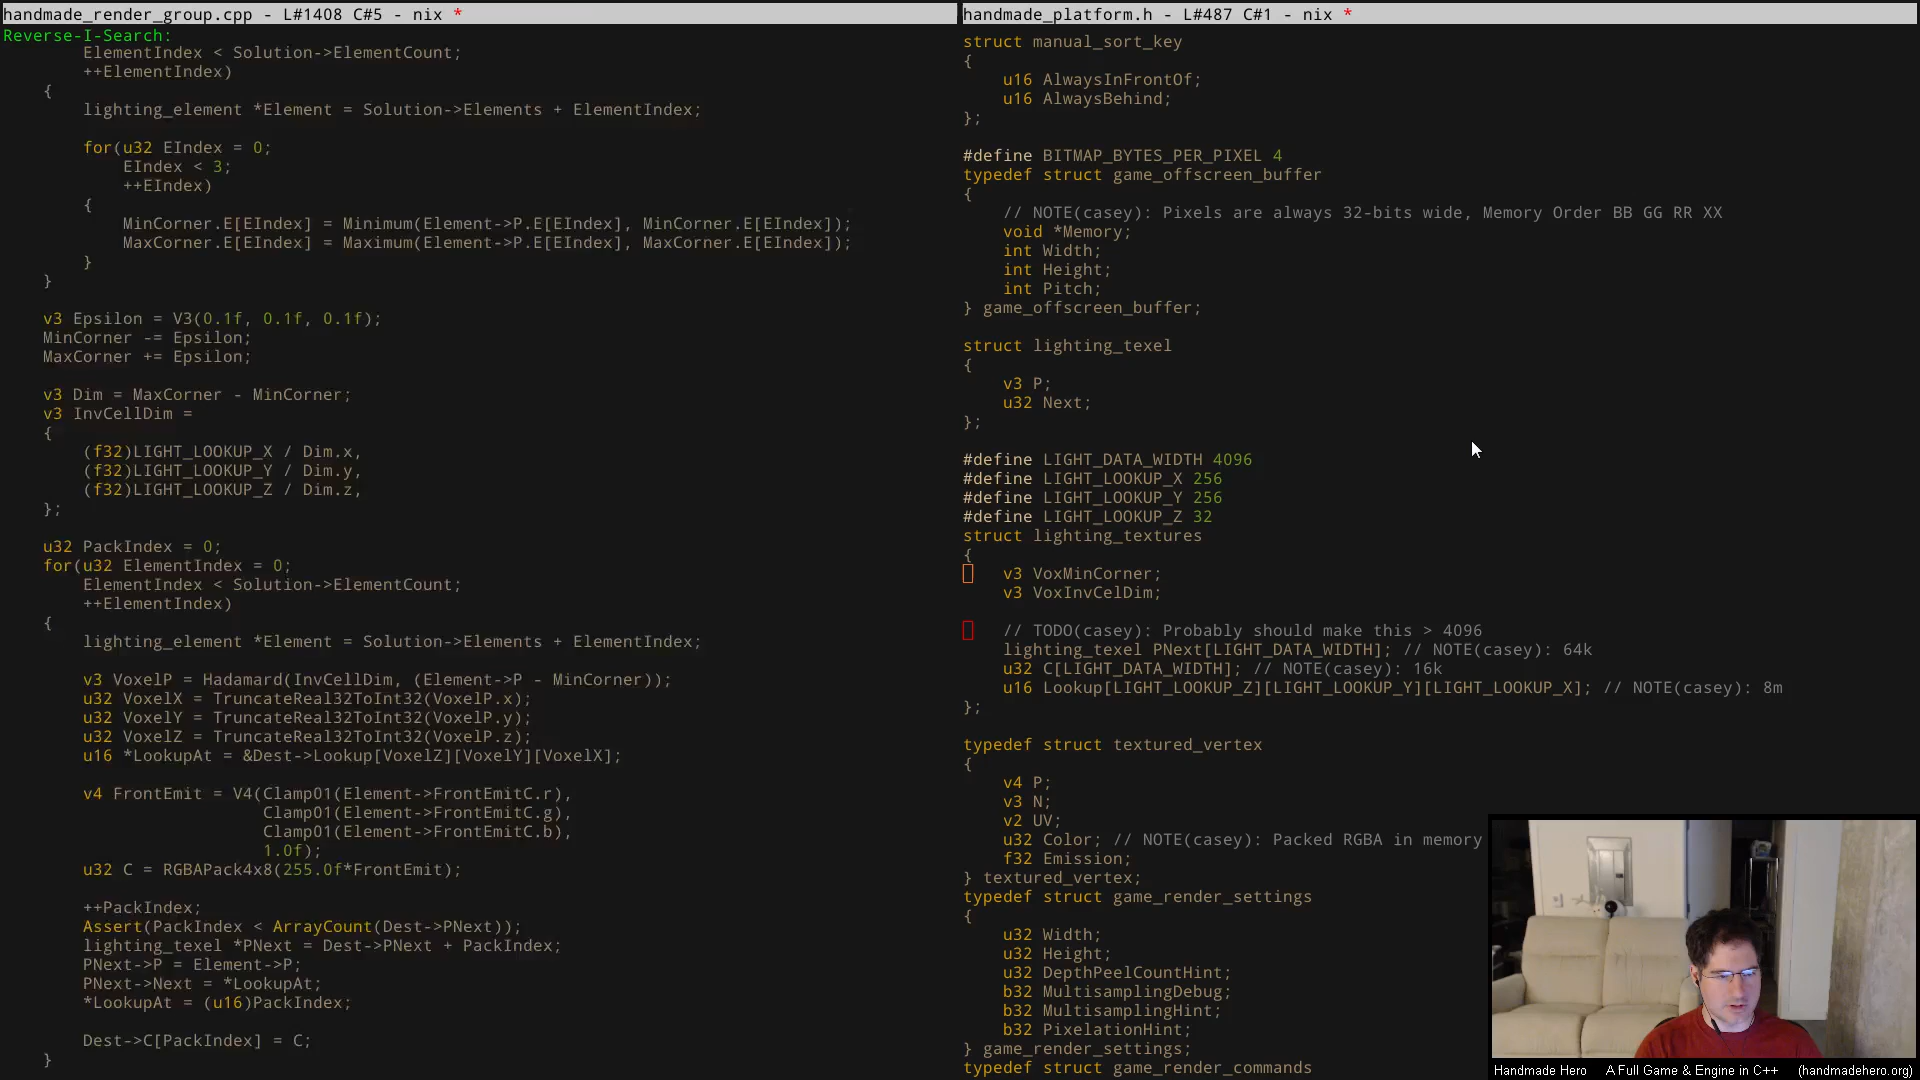 handmade_render_group.cpp - L#1408 C#5 - nix *
Reverse-I-Search:
ElementIndex < Solution->ElementCount;
++ElementIndex)
{
lighting_element *Element = Solution->Elements + ElementIndex;
for(u32 EIndex = 0;
EIndex < 3;
++EIndex)
{
MinCorner.E[EIndex] = Minimum(Element->P.E[EIndex], MinCorner.E[EIndex]);
MaxCorner.E[EIndex] = Maximum(Element->P.E[EIndex], MaxCorner.E[EIndex]);
}
}
v3 Epsilon = V3(0.1f, 0.1f, 0.1f);
MinCorner -= Epsilon;
MaxCorner += Epsilon;
v3 Dim = MaxCorner - MinCorner;
v3 InvCellDim =
{
(f32)LIGHT_LOOKUP_X / Dim.x,
(f32)LIGHT_LOOKUP_Y / Dim.y,
(f32)LIGHT_LOOKUP_Z / Dim.z,
};
u32 PackIndex = 0;
for(u32 ElementIndex = 0;
ElementIndex < Solution->ElementCount;
++ElementIndex)
{
lighting_element *Element = Solution->Elements + ElementIndex;
v3 VoxelP = Hadamard(InvCellDim, (Element->P - MinCorner));
u32 VoxelX = TruncateReal32ToInt32(VoxelP.x);
u32 VoxelY = TruncateReal32ToInt32(VoxelP.y);
u32 VoxelZ = TruncateReal32ToInt32(VoxelP.z);
u16 *LookupAt = &Dest->Lookup[VoxelZ][VoxelY][VoxelX];
v4 FrontEmit = V4(Clamp01(Element->FrontEmitC.r),
Clamp01(Element->FrontEmitC.g),
Clamp01(Element->FrontEmitC.b),
1.0f);
u32 C = RGBAPack4x8(255.0f*FrontEmit);
++PackIndex;
Assert(PackIndex < ArrayCount(Dest->PNext));
lighting_texel *PNext = Dest->PNext + PackIndex;
PNext->P = Element->P;
PNext->Next = *LookupAt;
*LookupAt = (u16)PackIndex;
Dest->C[PackIndex] = C;
}
handmade_platform.h - L#487 C#1 - nix *
struct manual_sort_key
{
u16 AlwaysInFrontOf;
u16 AlwaysBehind;
};
#define BITMAP_BYTES_PER_PIXEL 4
typedef struct game_offscreen_buffer
{
// NOTE(casey): Pixels are always 32-bits wide, Memory Order BB GG RR XX
void *Memory;
int Width;
int Height;
int Pitch;
} game_offscreen_buffer;
struct lighting_texel
{
v3 P;
u32 Next;
};
#define LIGHT_DATA_WIDTH 4096
#define LIGHT_LOOKUP_X 256
#define LIGHT_LOOKUP_Y 256
#define LIGHT_LOOKUP_Z 32
struct lighting_textures
{
v3 VoxMinCorner;
v3 VoxInvCelDim;
// TODO(casey): Probably should make this > 4096
lighting_texel PNext[LIGHT_DATA_WIDTH]; // NOTE(casey): 64k
u32 C[LIGHT_DATA_WIDTH]; // NOTE(casey): 16k
u16 Lookup[LIGHT_LOOKUP_Z][LIGHT_LOOKUP_Y][LIGHT_LOOKUP_X]; // NOTE(casey): 8m
};
typedef struct textured_vertex
{
v4 P;
v3 N;
v2 UV;
u32 Color; // NOTE(casey): Packed RGBA in memory
f32 Emission;
} textured_vertex;
typedef struct game_render_settings
{
u32 Width;
u32 Height;
u32 DepthPeelCountHint;
b32 MultisamplingDebug;
b32 MultisamplingHint;
b32 PixelationHint;
} game_render_settings;
typedef struct game_render_commands
Handmade Hero A Full Game & Engine in C++ (handmadehero.org)